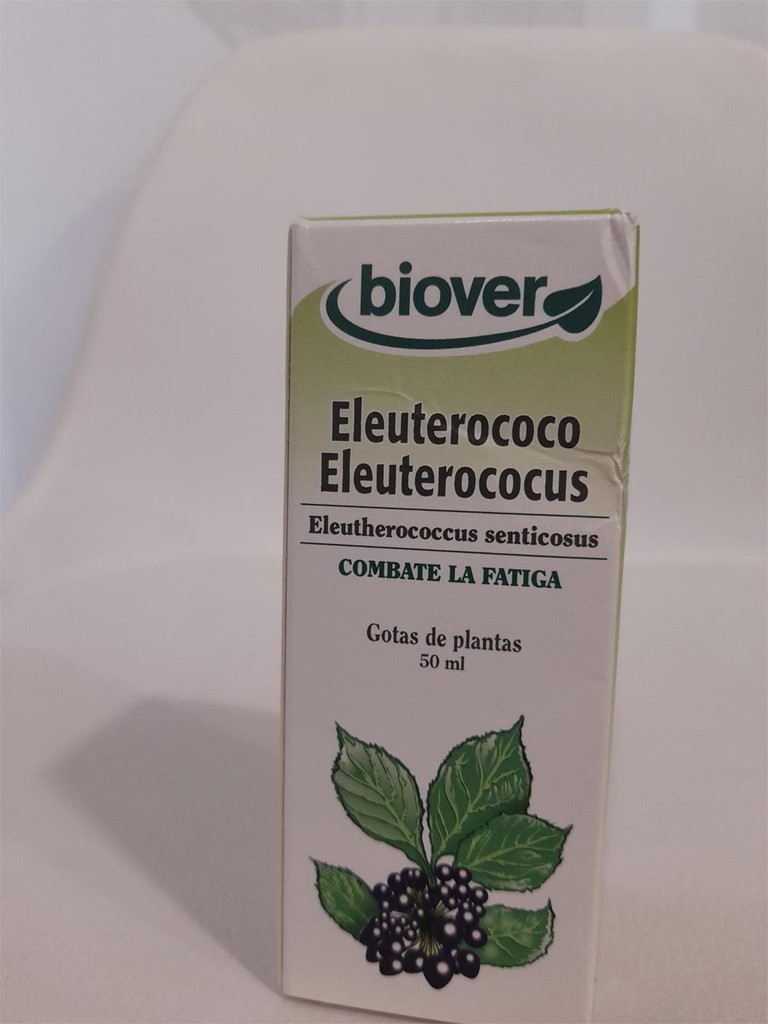 biover
Eleuterococo
Eleuterococus
Eleutherococcus senticosus
COMBATE LA FATIGA
Gotas de plantas
50 ml